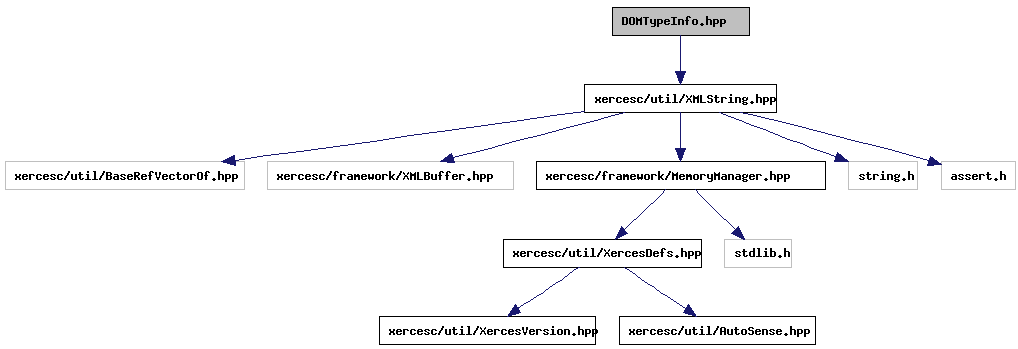 DOMTypeInfo.hpp
xercesc/util/XMLString.hpp
xercesc/util/BaseRefVectorOf.hpp
xercesc/framework/XMLBuffer.hpp
xercesc/framework/MemoryManager.hpp
string.h
assert.h
xercesc/util/XercesDefs.hpp
stdlib.h
xercesc/util/XercesVersion.hpp
xercesc/util/AutoSense.hpp